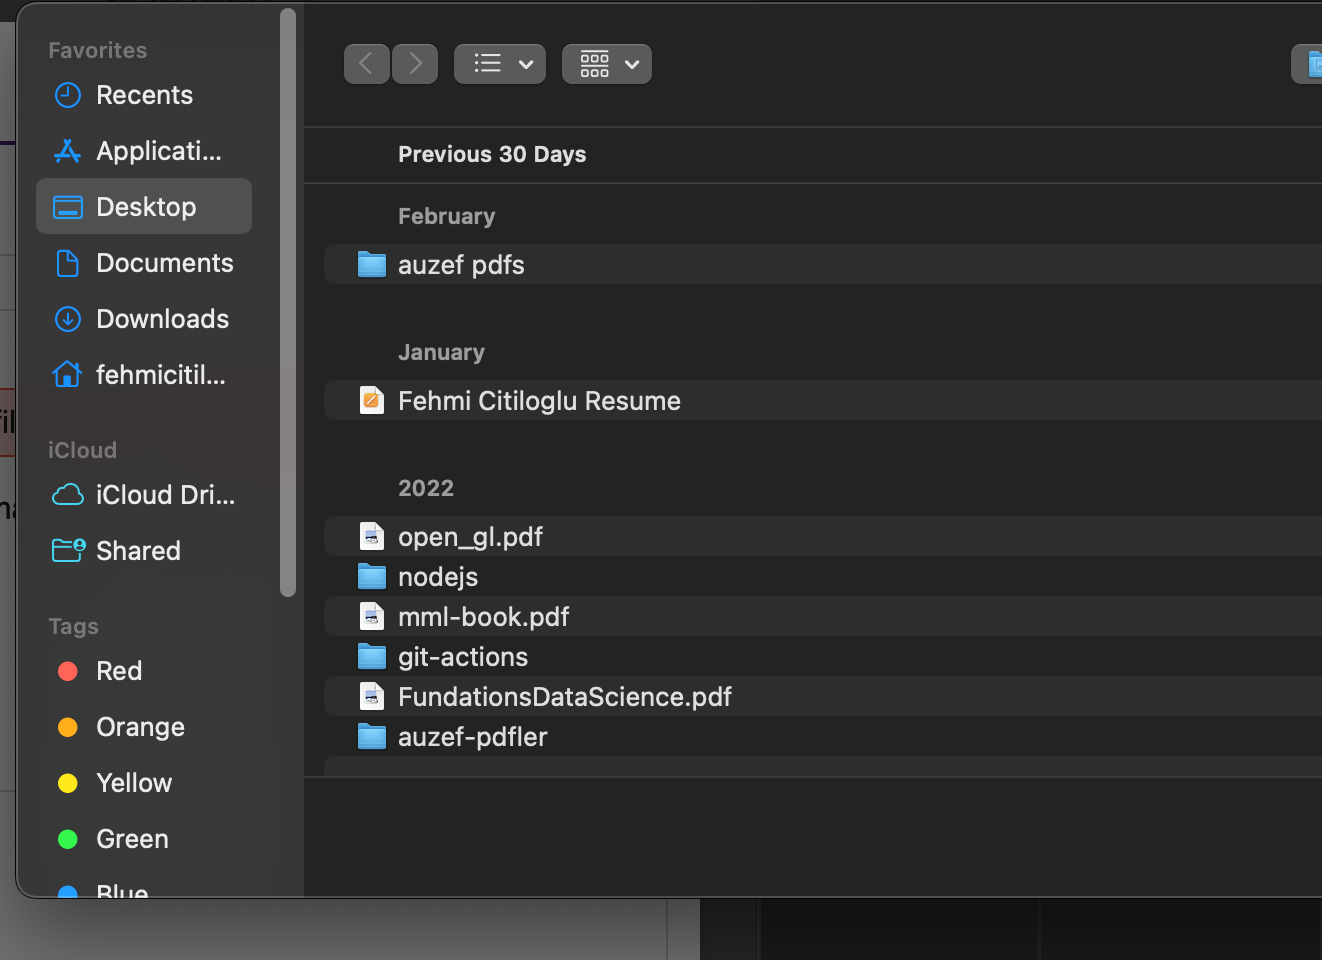 Favorites
Recents
Applicati...
Desktop
Documents
Downloads
fehmicitil...
iCloud
iCloud Dri...
Shared
Tags
Red
Orange
Yellow
Green
Blue
Previous 30 Days
February
auzef pdfs
January
Fehmi Citiloglu Resume
2022
open_gl.pdf
nodejs
mml-book.pdf
git-actions
FundationsDataScience.pdf
auzef-pdfler